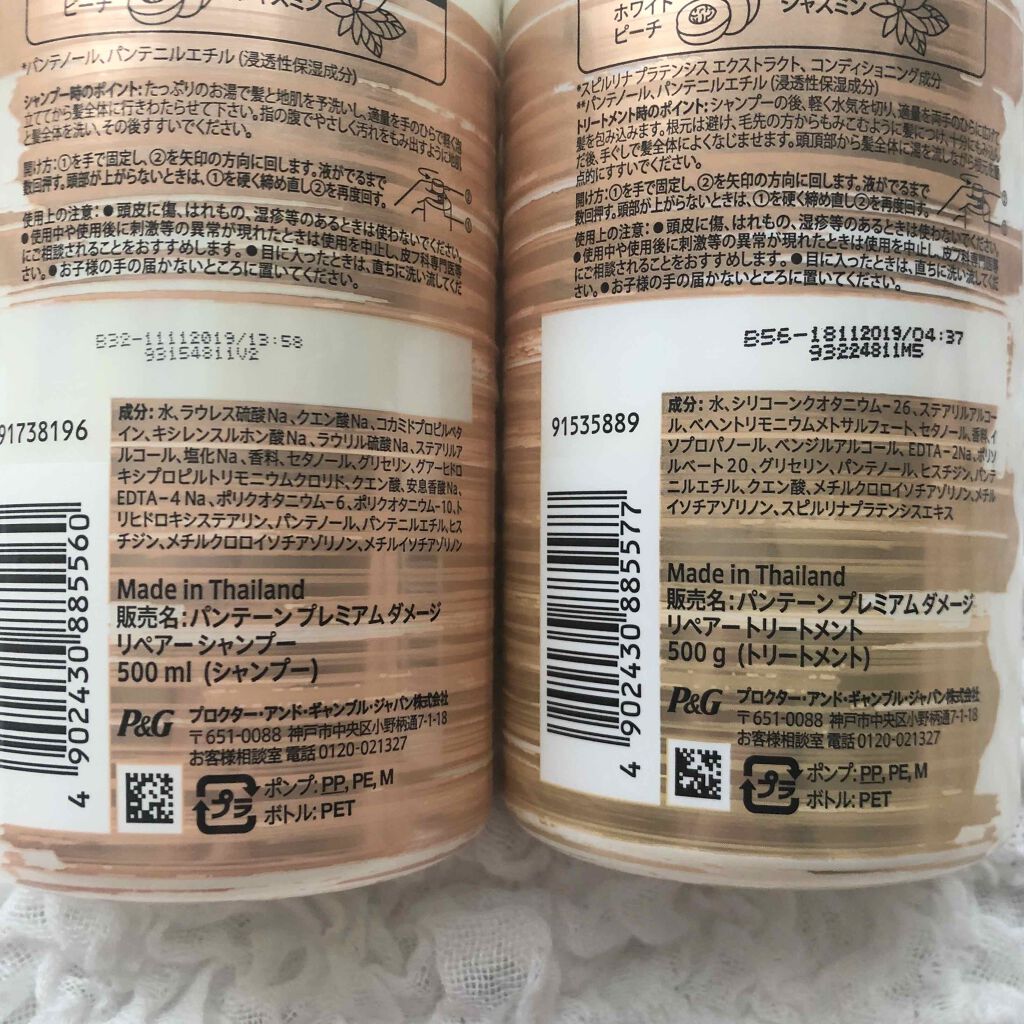 ピーチ
ジャスミン
*パンテノール、パンテニルエチル (浸透性保湿成分)
シャンプー時のポイント: たっぷりのお湯で髪と地肌を予洗いし、適量を手のひらで軽く泡
立ててから髪全体に行きわたらせて下さい。指の腹でやさしく汚れをもみ出すように地肌
と髪全体を洗い、その後すすいでください。
開け方: ①を手で固定し、②を矢印の方向に回します。液がでるまで
数回押す。頭部が上がらないときは、①を硬く締め直し②を再度回す。
使用上の注意: ●頭皮に傷、はれもの、湿疹等のあるときは使わないでください。
●使用中や使用後に刺激等の異常が現れたときは使用を中止し、皮フ科専門医等
にご相談されることをおすすめします。●目に入ったときは、直ちに洗い流してくだ
さい。●お子様の手の届かないところに置いてください。
B32-11112019/13:58
93154811V2
91738196
成分: 水、ラウレス硫酸Na、クエン酸Na、コカミドプロピルベタ
イン、キシレンスルホン酸Na、ラウリル硫酸Na、ステアリルア
ルコール、塩化Na、香料、セタノール、グリセリン、グアーヒドロ
キシプロピルトリモニウムクロリド、クエン酸、安息香酸Na、
EDTA-4Na、ポリクオタニウム-6、ポリクオタニウム-10、ト
リヒドロキシステアリン、パンテノール、パンテニルエチル、ヒス
チジン、メチルクロロイソチアゾリノン、メチルイソチアゾリノン
Made in Thailand
販売名: パンテーン プレミアム ダメージ
リペアー シャンプー
500 ml (シャンプー)
P&G
プロクター・アンド・ギャンブル・ジャパン株式会社
〒651-0088 神戸市中央区小野柄通7-1-18
お客様相談室 電話 0120-021327
プラ
ポンプ: PP, PE, M
ボトル: PET
4 902430 885560
ホワイト
ピーチ
ジャスミン
*スピルリナ プラテンシス エクストラクト、コンディショニング成分
**パンテノール、パンテニルエチル (浸透性保湿成分)
トリートメント時のポイント: シャンプーの後、軽く水気を切り、適量を両手のひらに広げて
髪を包み込みます。根元は避け、毛先の方からもみこむように髪につけ、十分にもみこん
だ後、手ぐしで髪全体によくなじませます。頭頂部から髪全体に湯を流しながら根元を重
点的にすすいでください。
開け方: ①を手で固定し、②を矢印の方向に回します。液がでるまで
数回押す。頭部が上がらないときは、①を硬く締め直し②を再度回す。
使用上の注意: ●頭皮に傷、はれもの、湿疹等のあるときは使わないでください。
●使用中や使用後に刺激等の異常が現れたときは使用を中止し、皮フ科専門医等
にご相談されることをおすすめします。●目に入ったときは、直ちに洗い流してくだ
さい。●お子様の手の届かないところに置いてください。
B56-18112019/04:37
93224811M5
91535889
成分: 水、シリコーンクオタニウム-26、ステアリルアルコー
ル、ベヘントリモニウムメトサルフェート、セタノール、香料、イ
ソプロパノール、ベンジルアルコール、EDTA-2Na、ポリソ
ルベート20、グリセリン、パンテノール、ヒスチジン、パンテ
ニルエチル、クエン酸、メチルクロロイソチアゾリノン、メチル
イソチアゾリノン、スピルリナプラテンシスエキス
Made in Thailand
販売名: パンテーン プレミアム ダメージ
リペアー トリートメント
500 g (トリートメント)
P&G
プロクター・アンド・ギャンブル・ジャパン株式会社
〒651-0088 神戸市中央区小野柄通7-1-18
お客様相談室 電話 0120-021327
プラ
ポンプ: PP, PE, M
ボトル: PET
4 902430 885577